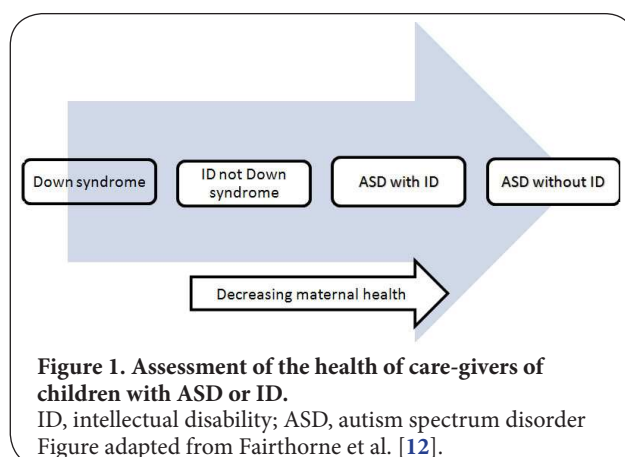 Down syndrome
ID not Down
syndrome
ASD with ID
ASD without ID
Decreasing maternal health
Figure 1. Assessment of the health of care-givers of
children with ASD or ID.
ID, intellectual disability; ASD, autism spectrum disorder
Figure adapted from Fairthorne et al. [12].